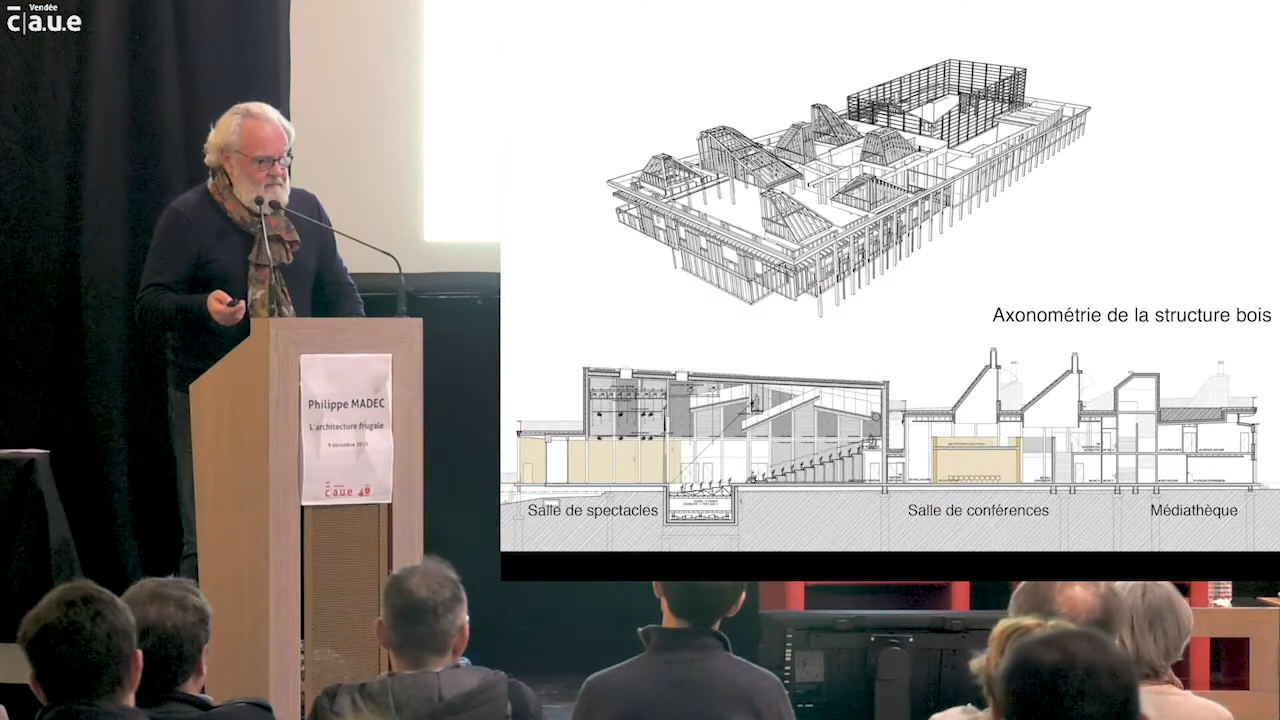 Vendée
c|a.u.e
Axonométrie de la structure bois
Philippe MADEC
L'architecture frugale
9 décembre 2019
Vendée
c|a.u.e 40
Salle de spectacles
Salle de conférences
Médiathèque